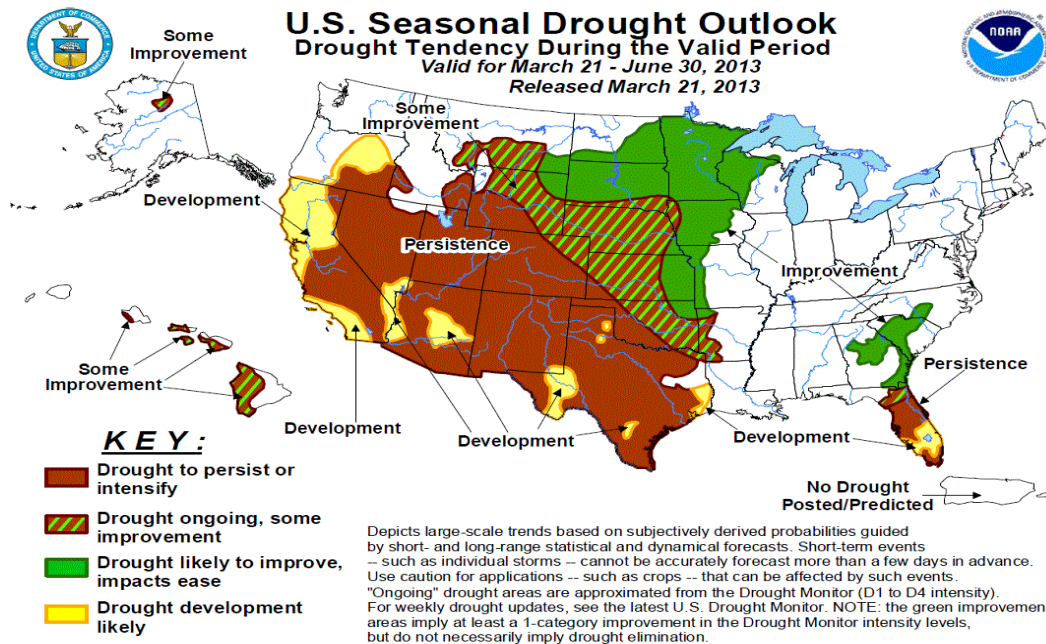 U.S. Seasonal Drought Outlook
Drought Tendency During the Valid Period
Valid for March 21 - June 30, 2013
Released March 21, 2013
DEPARTMENT OF COMMERCE
UNITED STATES OF AMERICA
NOAA
Some
Improvement
Some
Improvement
Development
Persistence
Improvement
Some
Improvement
Persistence
Development
Development
Development
No Drought
Posted/Predicted
KEY:
Drought to persist or
intensify
Drought ongoing, some
improvement
Drought likely to improve,
impacts ease
Drought development
likely
Depicts large-scale trends based on subjectively derived probabilities guided
by short- and long-range statistical and dynamical forecasts. Short-term events
-- such as individual storms -- cannot be accurately forecast more than a few days in advance.
Use caution for applications -- such as crops -- that can be affected by such events.
"Ongoing" drought areas are approximated from the Drought Monitor (D1 to D4 intensity).
For weekly drought updates, see the latest U.S. Drought Monitor. NOTE: the green improvemen
areas imply at least a 1-category improvement in the Drought Monitor intensity levels,
but do not necessarily imply drought elimination.